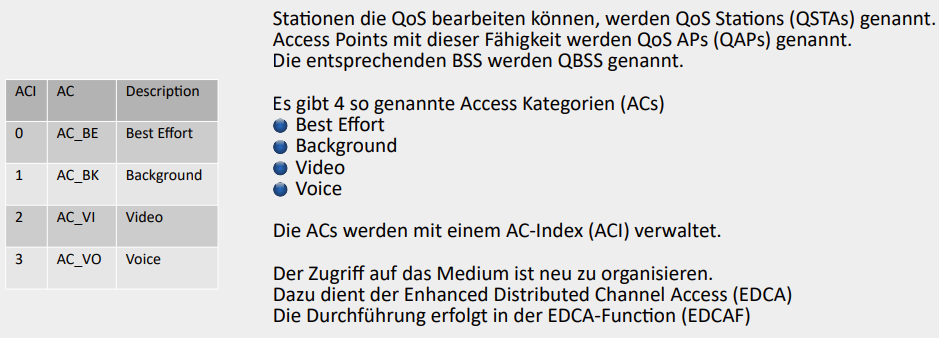 Stationen die QoS bearbeiten können, werden QoS Stations (QSTAs) genannt.
Access Points mit dieser Fähigkeit werden QoS APs (QAPs) genannt.
Die entsprechenden BSS werden QBSS genannt.
Es gibt 4 so genannte Access Kategorien (ACs)
Best Effort
Background
Video
Voice
Die ACs werden mit einem AC-Index (ACI) verwaltet.
Der Zugriff auf das Medium ist neu zu organisieren.
Dazu dient der Enhanced Distributed Channel Access (EDCA)
Die Durchführung erfolgt in der EDCA-Function (EDCAF)
ACI AC Description
0 AC_BE Best Effort
1 AC_BK Background
2 AC_VI Video
3 AC_VO Voice